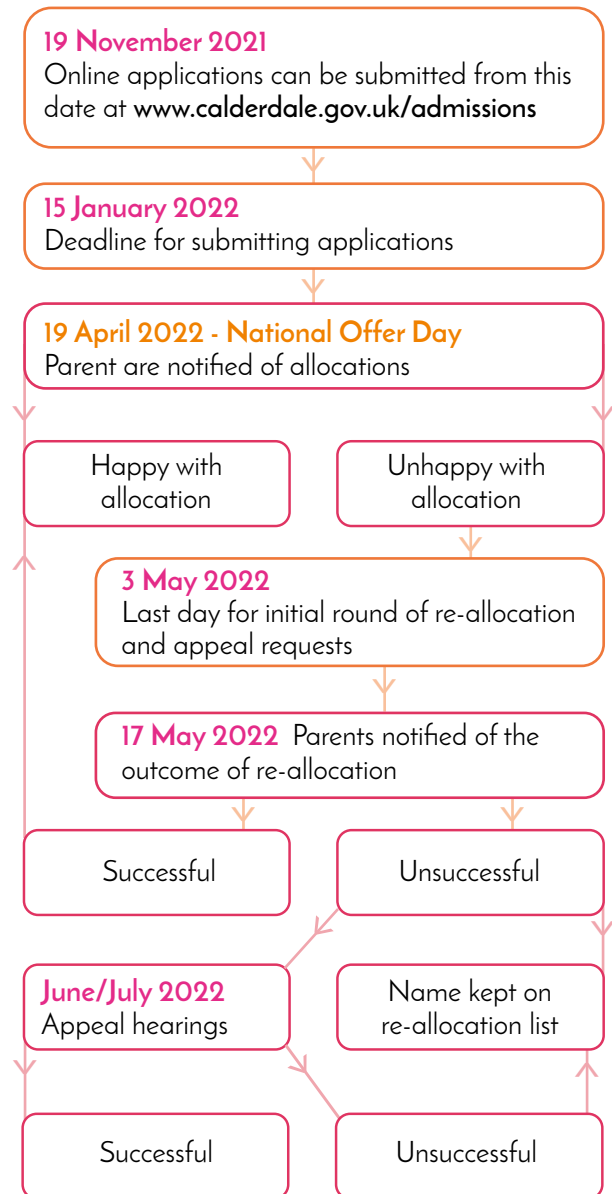 19 November 2021
Online applications can be submitted from this
date at www.calderdale.gov.uk/admissions
15 January 2022
Deadline for submitting applications
19 April 2022 - National Offer Day
Parent are notified of allocations
Happy with
allocation
Unhappy with
allocation
3 May 2022
Last day for initial round of re-allocation
and appeal requests
17 May 2022 Parents notified of the
outcome of re-allocation
Successful
Unsuccessful
June/July 2022
Appeal hearings
Name kept on
re-allocation list
Successful
Unsuccessful